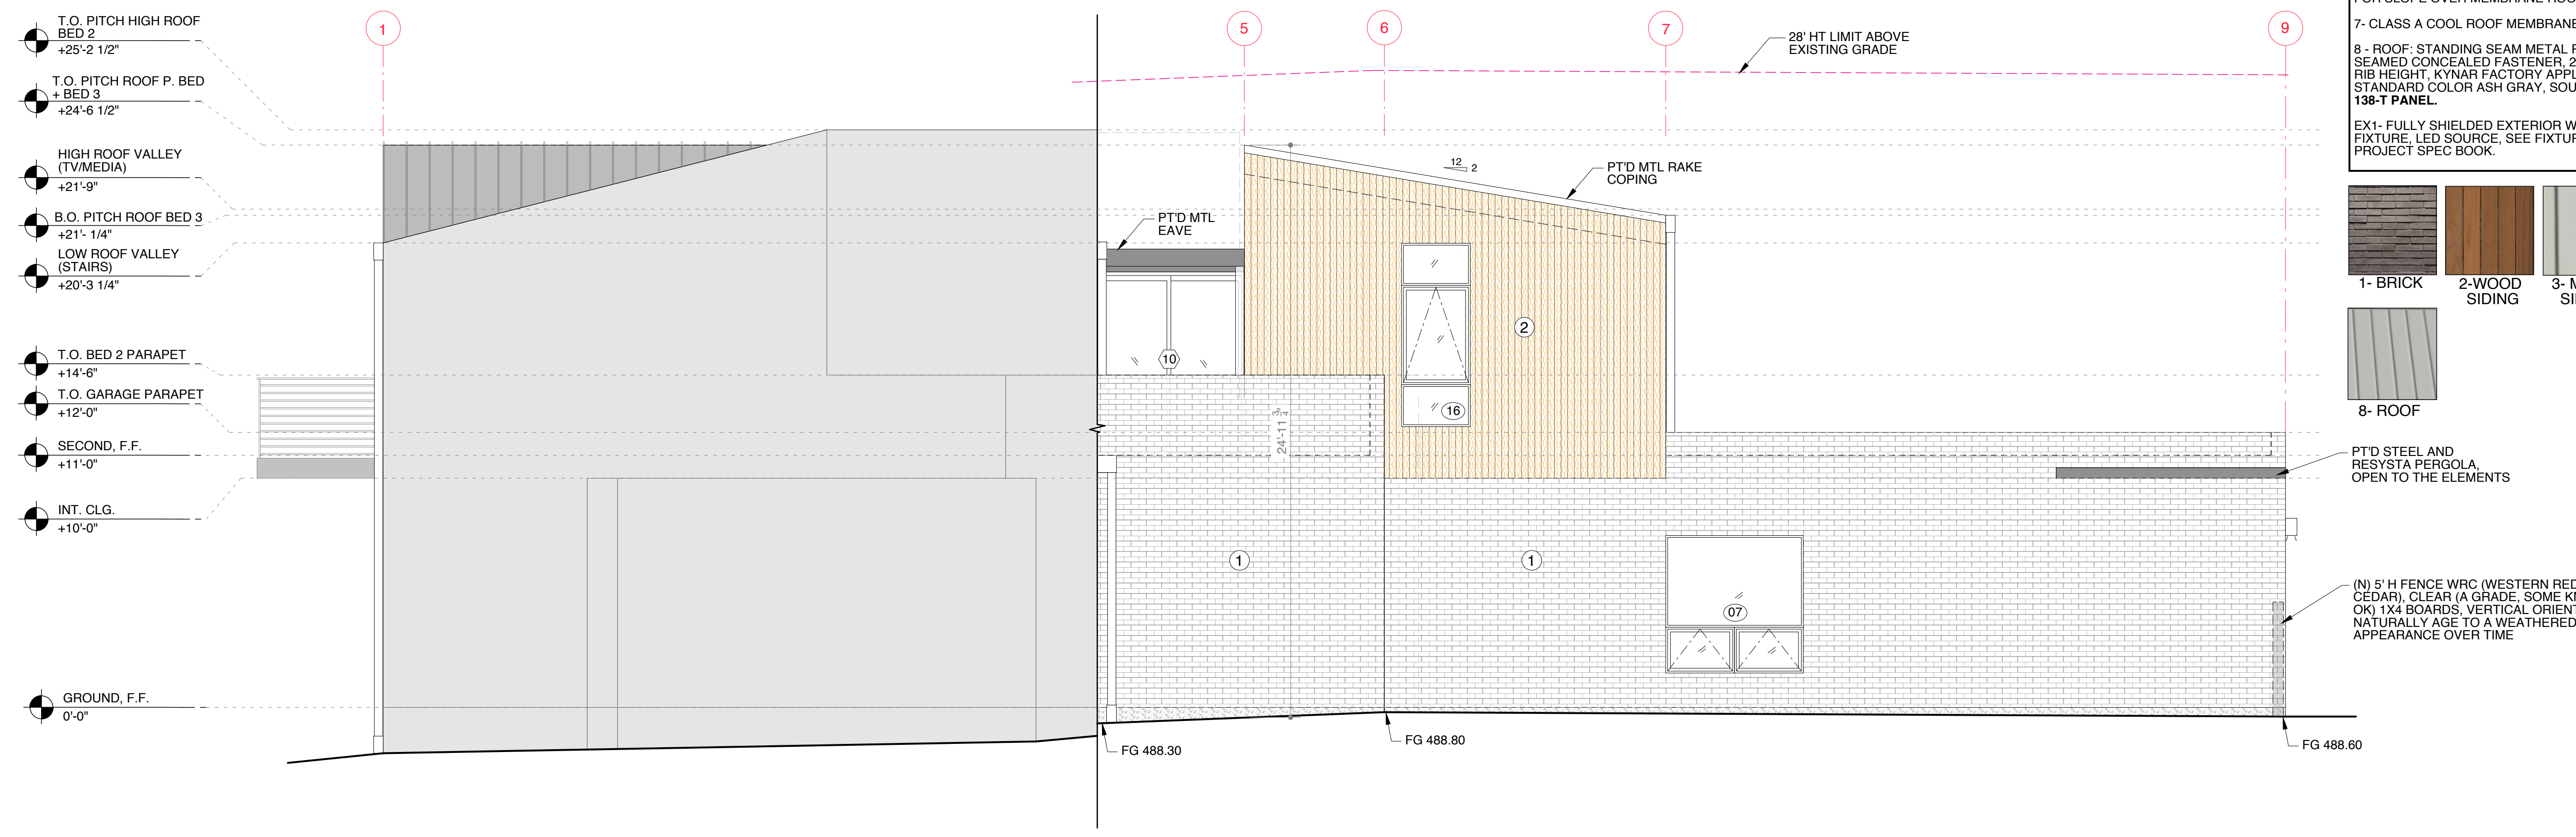 T.O. PITCH HIGH ROOF
BED 2
+25'-2 1/2"
T.O. PITCH ROOF P. BED
+ BED 3
+24'-6 1/2"
HIGH ROOF VALLEY
(TV/MEDIA)
+21'-9"
B.O. PITCH ROOF BED 3
+21'- 1/4"
LOW ROOF VALLEY
(STAIRS)
+20'-3 1/4"
T.O. BED 2 PARAPET
+14'-6"
T.O. GARAGE PARAPET
+12'-0"
SECOND, F.F.
+11'-0"
INT. CLG.
+10'-0"
GROUND, F.F.
0'-0"
1
5
6
7
9
28' HT LIMIT ABOVE
EXISTING GRADE
12
2
PT'D MTL RAKE
COPING
PT'D MTL
EAVE
10
2
16
24'-11 3/4"
1
1
07
FG 488.30
FG 488.80
FG 488.60
7- CLASS A COOL ROOF MEMBRANE
8 - ROOF: STANDING SEAM METAL
SEAMED CONCEALED FASTENER, 2
RIB HEIGHT, KYNAR FACTORY
STANDARD COLOR ASH GRAY,
138-T PANEL.
EX1- FULLY SHIELDED EXTERIOR
FIXTURE, LED SOURCE, SEE
PROJECT SPEC BOOK.
1- BRICK
2-WOOD
SIDING
3-
8- ROOF
PT'D STEEL AND
RESYSTA PERGOLA,
OPEN TO THE ELEMENTS
(N) 5' H FENCE WRC (WESTERN RED
CEDAR), CLEAR (A GRADE, SOME
OK) 1X4 BOARDS, VERTICAL
NATURALLY AGE TO A WEATHERED
APPEARANCE OVER TIME